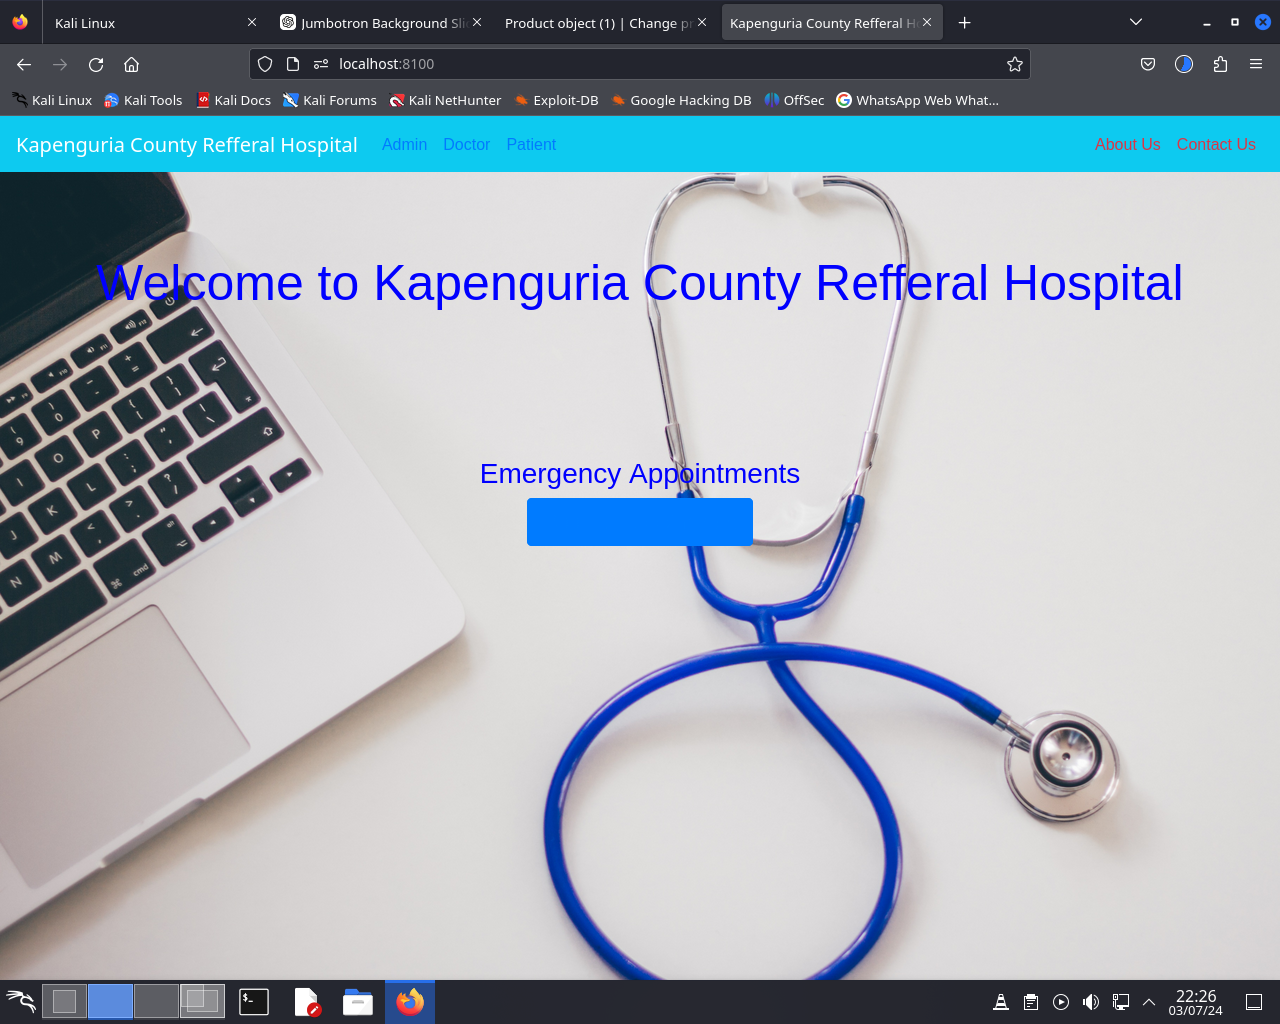 Kali Linux
Jumbotron Background Sli
Product object (1) | Change pr
Kapenguria County Refferal H
localhost:8100
Kali Linux
Kali Tools
Kali Docs
Kali Forums
Kali NetHunter
Exploit-DB
Google Hacking DB
OffSec
WhatsApp Web What...
Kapenguria County Refferal Hospital
Admin
Doctor
Patient
About Us
Contact Us
Welcome to Kapenguria County Refferal Hospital
Emergency Appointments
22:26
03/07/24